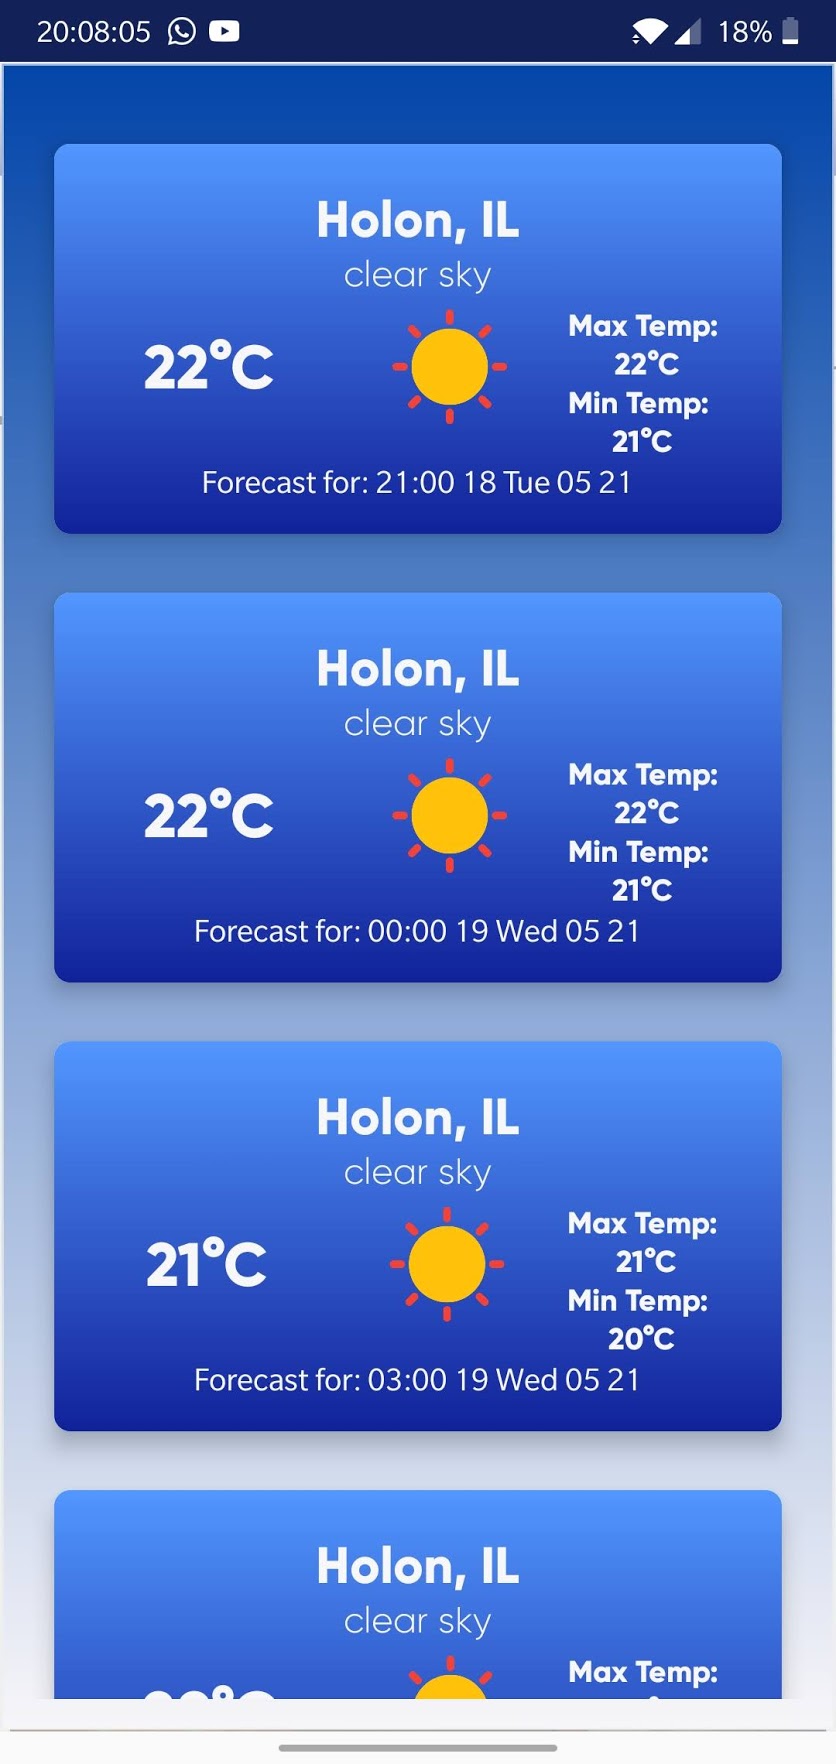 20:08:05 18%
Holon, IL
clear sky
22°C
Max Temp:
22°C
Min Temp:
21°C
Forecast for: 21:00 18 Tue 05 21
Holon, IL
clear sky
22°C
Max Temp:
22°C
Min Temp:
21°C
Forecast for: 00:00 19 Wed 05 21
Holon, IL
clear sky
21°C
Max Temp:
21°C
Min Temp:
20°C
Forecast for: 03:00 19 Wed 05 21
Holon, IL
clear sky
Max Temp: